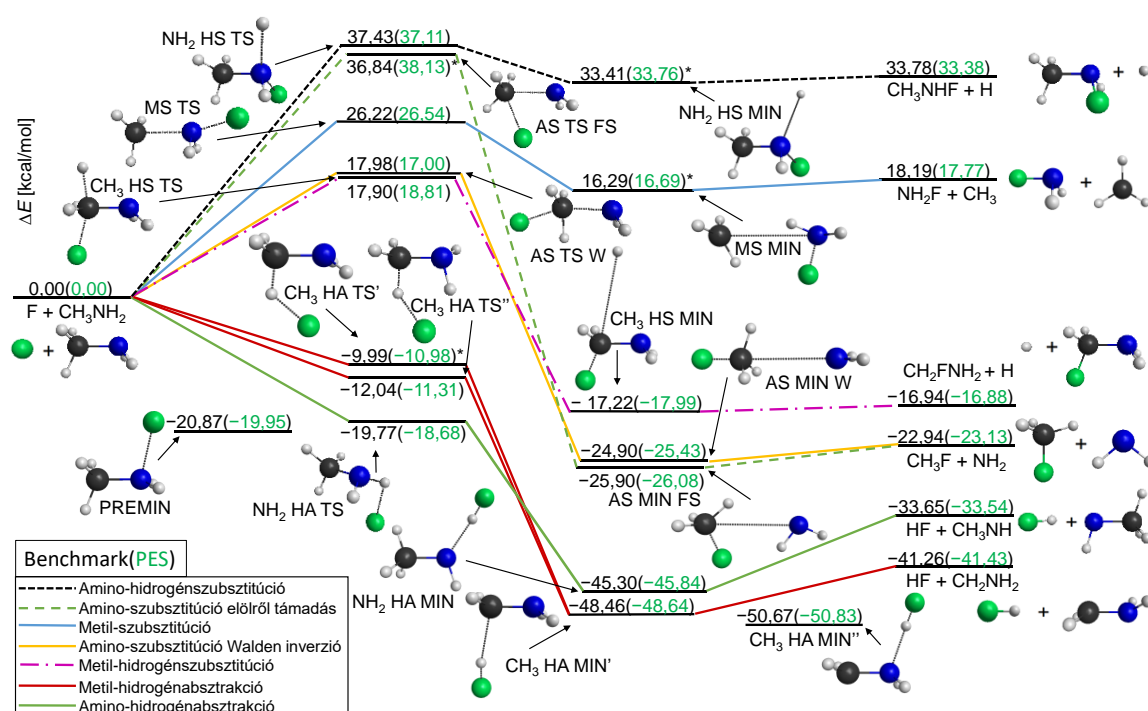 ΔE [kcal/mol]
NH₂ HS TS
37,43(37,11)
36,84(38,13)*
AS TS FS
33,41(33,76)*
NH₂ HS MIN
33,78(33,38)
CH₃NHF + H
+
MS TS
26,22(26,54)
16,29(16,69)*
MS MIN
18,19(17,77)
NH₂F + CH₃
+
CH₃ HS TS
17,98(17,00)
17,90(18,81)
AS TS W
0,00(0,00)
F + CH₃NH₂
+
CH₃ HA TS'
CH₃ HA TS''
−9,99(−10,98)*
−12,04(−11,31)
CH₃ HS MIN
−17,22(−17,99)
CH₂FNH₂ + H
−16,94(−16,88)
+
AS MIN W
−20,87(−19,95)
PREMIN
−19,77(−18,68)
NH₂ HA TS
−24,90(−25,43)
−25,90(−26,08)
AS MIN FS
−22,94(−23,13)
CH₃F + NH₂
+
−33,65(−33,54)
HF + CH₃NH
+
NH₂ HA MIN
−45,30(−45,84)
−48,46(−48,64)
CH₃ HA MIN'
−41,26(−41,43)
HF + CH₂NH₂
+
−50,67(−50,83)
CH₃ HA MIN''
Benchmark(PES)
Amino-hidrogénszubsztitúció
Amino-szubsztitúció elölről támadás
Metil-szubsztitúció
Amino-szubsztitúció Walden inverzió
Metil-hidrogénszubsztitúció
Metil-hidrogénabsztrakció
Amino-hidrogénabsztrakció